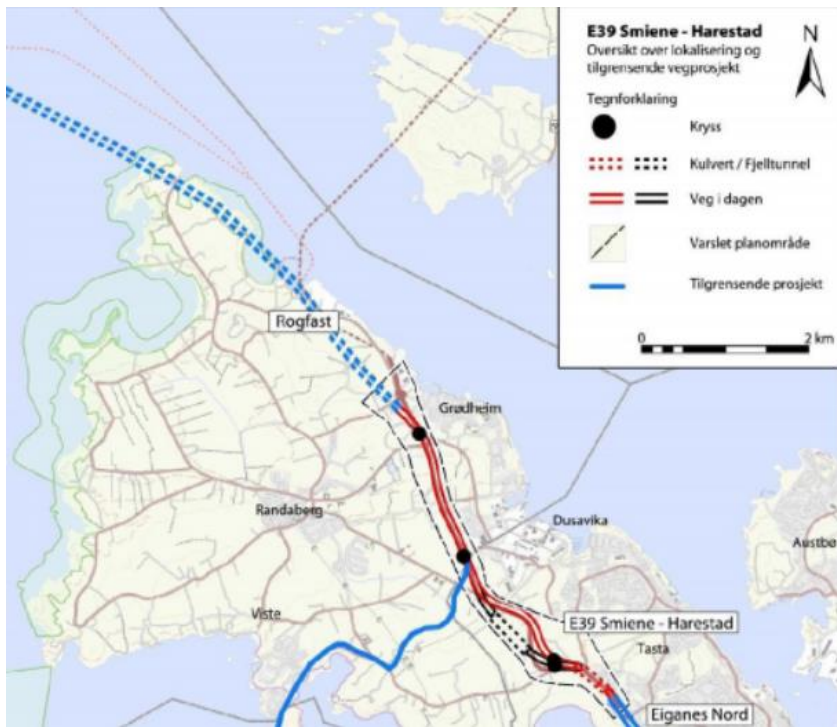 E39 Smiene - Harestad
Oversikt over lokalisering og
tilgrensende vegprosjekt
N
Tegnforklaring
Kryss
Kulvert / Fjelltunnel
Veg i dagen
Varslet planområde
Tilgrensende prosjekt
0 2 km
Rogfast
Grødheim
Randaberg
Dusavika
Austbø
Viste
E39 Smiene - Harestad
Tasta
Eiganes Nord